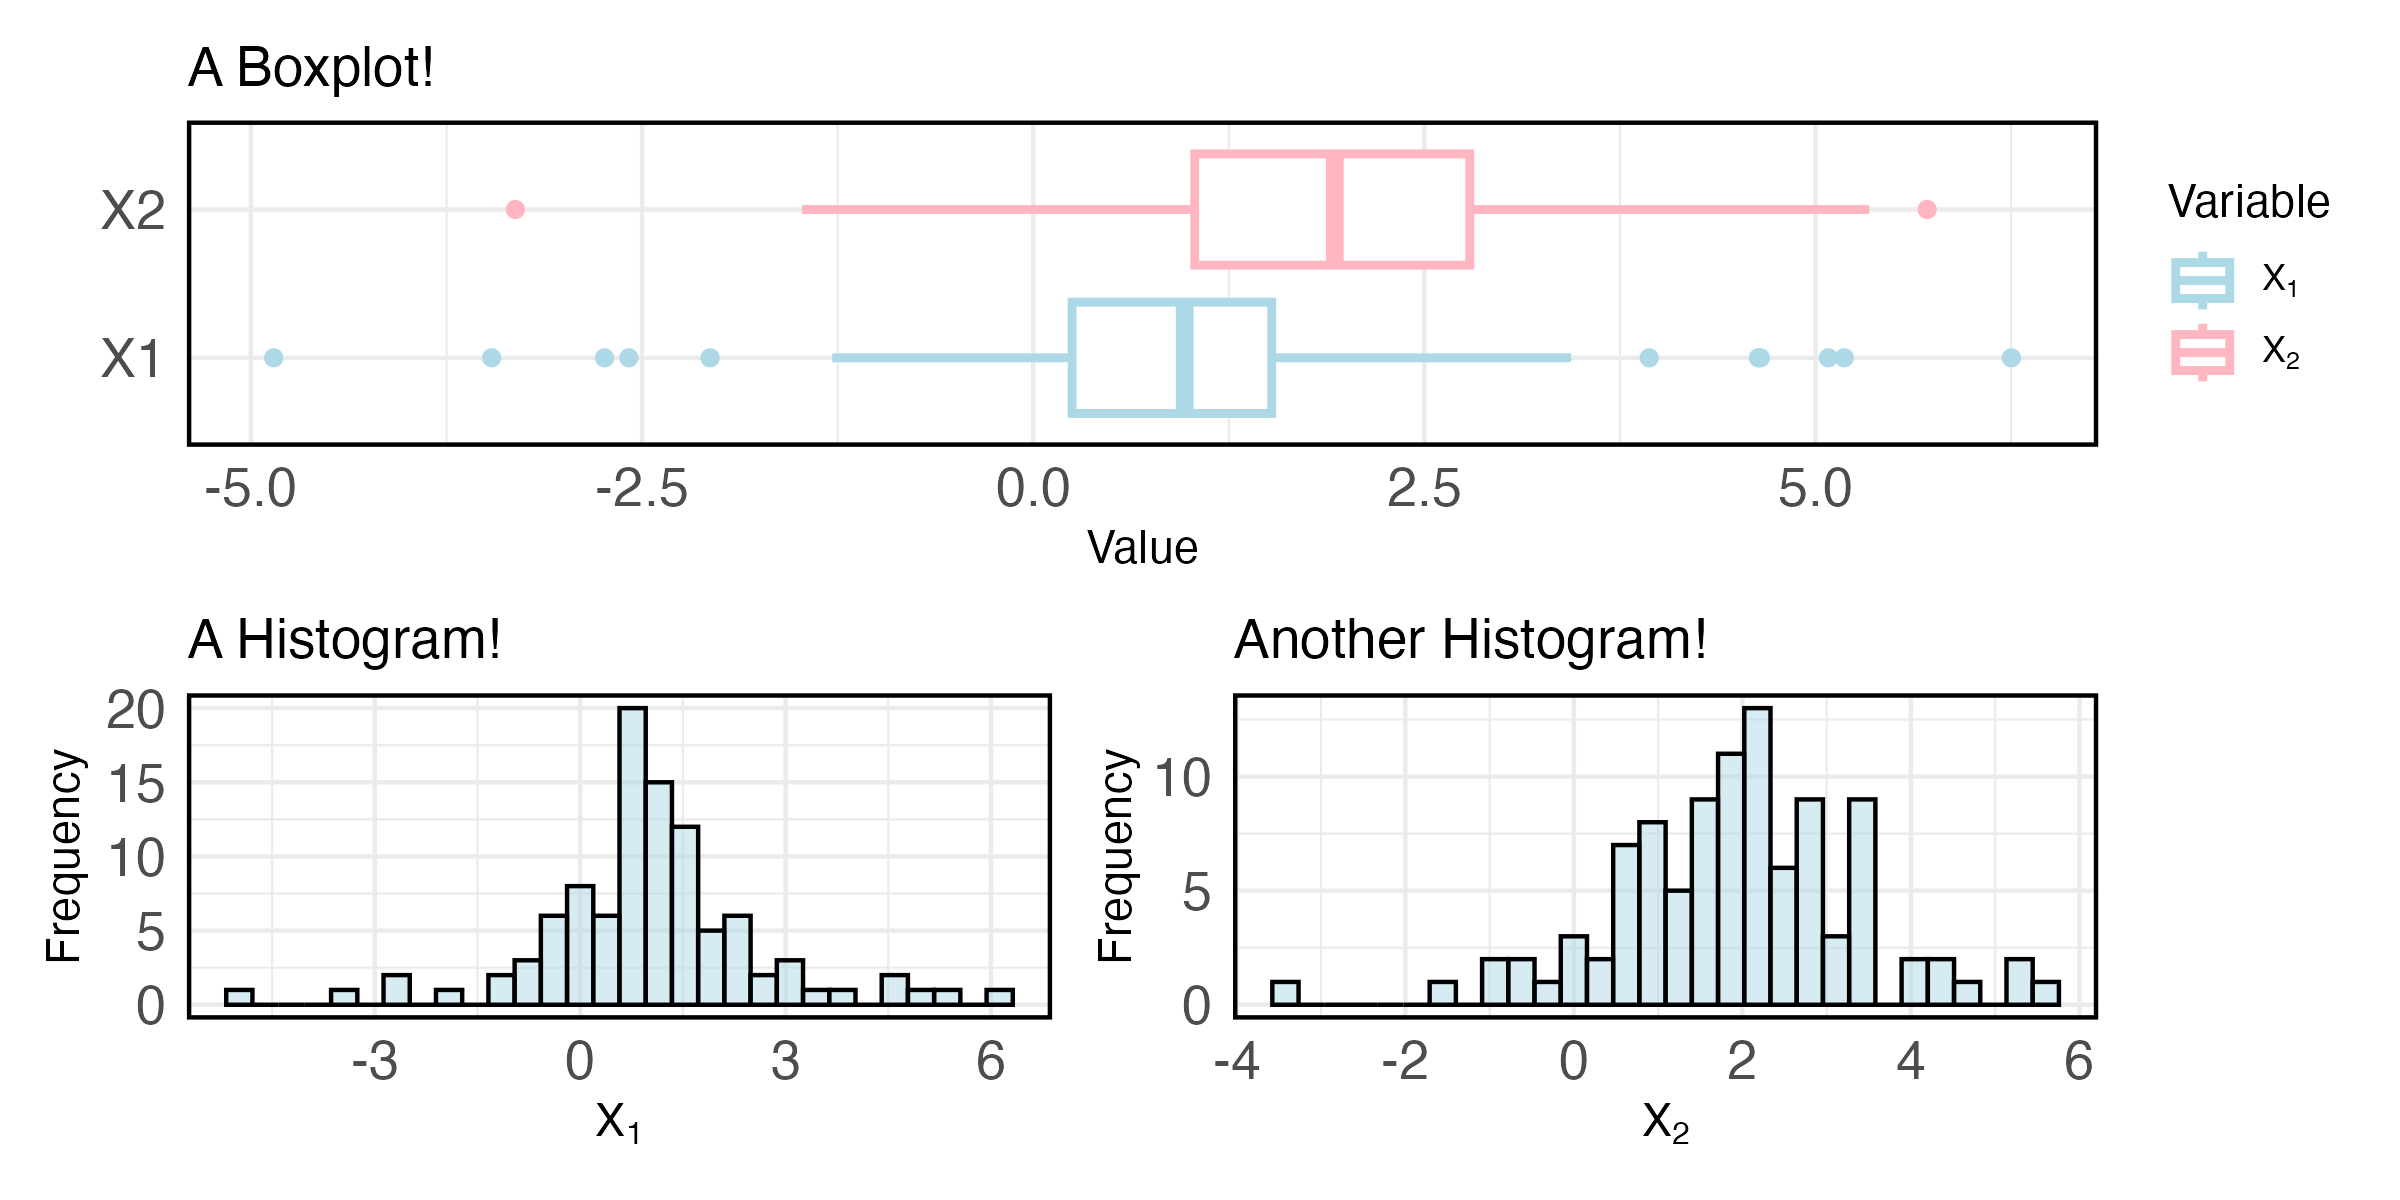 A Boxplot!
X2
X1
-5.0 -2.5 0.0 2.5 5.0
Value
Variable
X₁
X₂
A Histogram!
Frequency
20
15
10
5
0
-3 0 3 6
X₁
Another Histogram!
Frequency
10
5
0
-4 -2 0 2 4 6
X₂